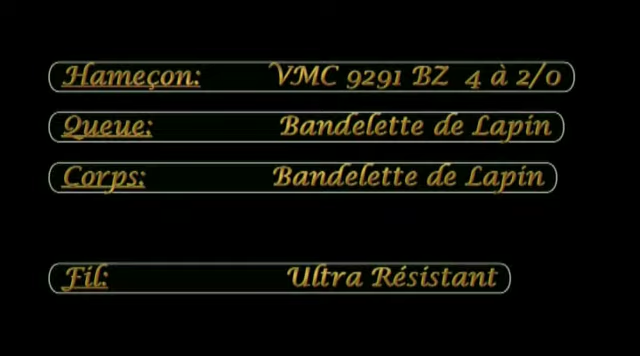 Hameçon: VMC 9291 BZ 4 à 2/0
Queue: Bandelette de Lapin
Corps: Bandelette de Lapin
Fil: Ultra Résistant